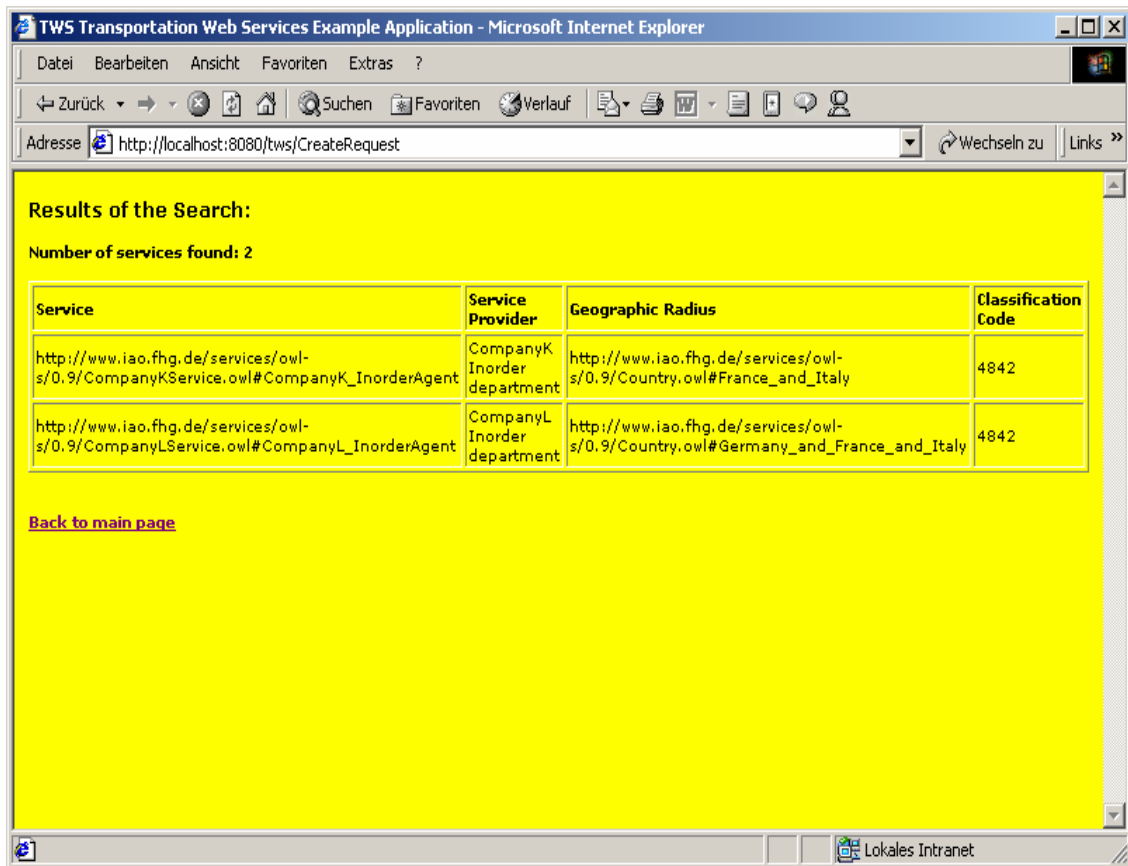 TWS Transportation Web Services Example Application - Microsoft Internet Explorer
Datei Bearbeiten Ansicht Favoriten Extras ?
Zurück Suchen Favoriten Verlauf
Adresse http://localhost:8080/tws/CreateRequest Wechseln zu Links »
Results of the Search:
Number of services found: 2
Service Service Provider Geographic Radius Classification Code
http://www.iao.fhg.de/services/owl-
s/0.9/CompanyKService.owl#CompanyK_InorderAgent
CompanyK
Inorder
department
http://www.iao.fhg.de/services/owl-
s/0.9/Country.owl#France_and_Italy
4842
http://www.iao.fhg.de/services/owl-
s/0.9/CompanyLService.owl#CompanyL_InorderAgent
CompanyL
Inorder
department
http://www.iao.fhg.de/services/owl-
s/0.9/Country.owl#Germany_and_France_and_Italy
4842
Back to main page
Lokales Intranet